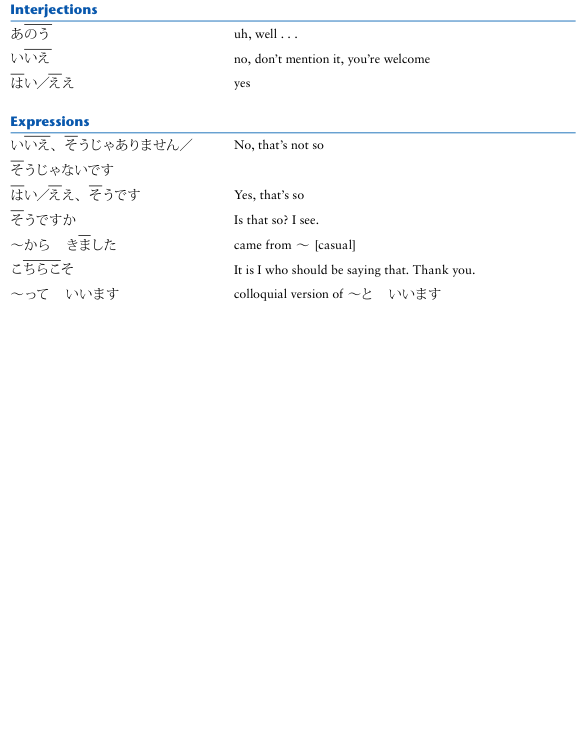 Interjections
あのう uh, well . . .
いいえ no, don't mention it, you're welcome
はい／ええ yes
Expressions
いいえ、そうじゃありません／ No, that's not so
そうじゃないです
はい／ええ、そうです Yes, that's so
そうですか Is that so? I see.
〜から　きました came from 〜 [casual]
こちらこそ It is I who should be saying that. Thank you.
〜って　いいます colloquial version of 〜と　いいます